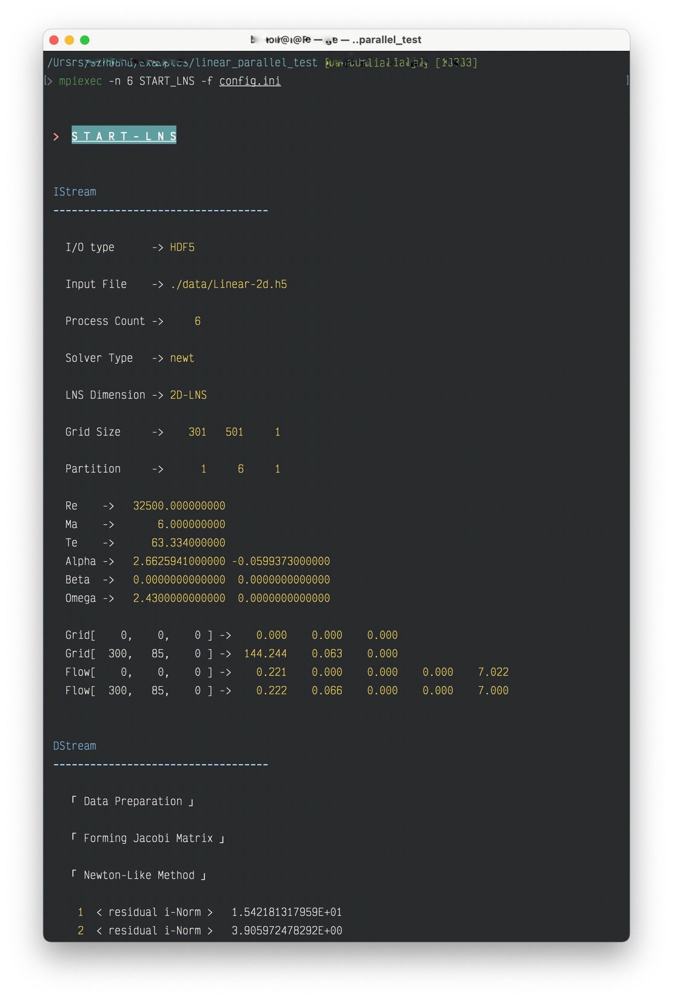 — ..parallel_test
/linear_parallel_test
[> mpiexec -n 6 START_LNS -f config.ini ]
> START-LNS
IStream
-----------------------------------
I/O type -> HDF5
Input File -> ./data/Linear-2d.h5
Process Count -> 6
Solver Type -> newt
LNS Dimension -> 2D-LNS
Grid Size -> 301 501 1
Partition -> 1 6 1
Re -> 32500.000000000
Ma -> 6.000000000
Te -> 63.334000000
Alpha -> 2.6625941000000 -0.0599373000000
Beta -> 0.0000000000000 0.0000000000000
Omega -> 2.4300000000000 0.0000000000000
Grid[ 0, 0, 0 ] -> 0.000 0.000 0.000
Grid[ 300, 85, 0 ] -> 144.244 0.063 0.000
Flow[ 0, 0, 0 ] -> 0.221 0.000 0.000 0.000 7.022
Flow[ 300, 85, 0 ] -> 0.222 0.066 0.000 0.000 7.000
DStream
-----------------------------------
「 Data Preparation 」
「 Forming Jacobi Matrix 」
「 Newton-Like Method 」
1 < residual i-Norm > 1.542181317959E+01
2 < residual i-Norm > 3.905972478292E+00